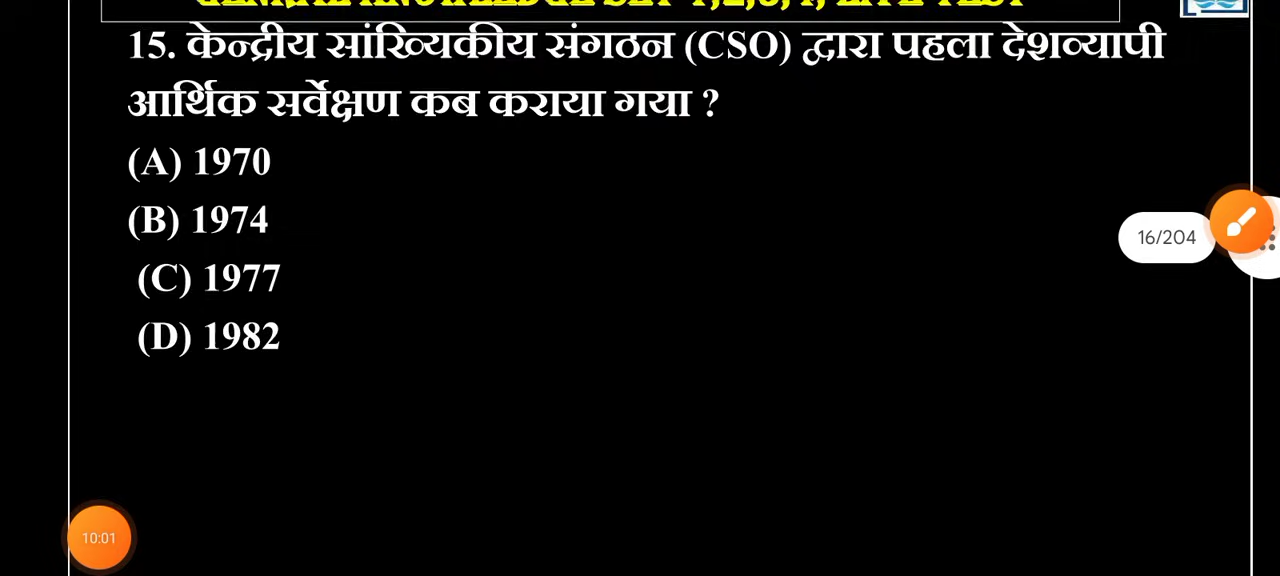 15. केन्द्रीय सांख्यिकीय संगठन (CSO) द्वारा पहला देशव्यापी
आर्थिक सर्वेक्षण कब कराया गया ?
(A) 1970
(B) 1974
(C) 1977
(D) 1982
16/204
10:01